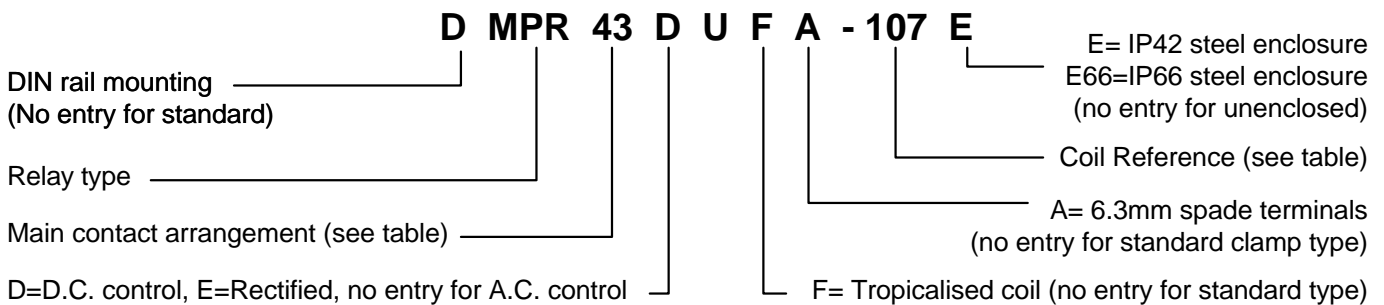 D MPR 43 D U F A - 107 E
DIN rail mounting
(No entry for standard)
Relay type
Main contact arrangement (see table)
D=D.C. control, E=Rectified, no entry for A.C. control
E= IP42 steel enclosure
E66=IP66 steel enclosure
(no entry for unenclosed)
Coil Reference (see table)
A= 6.3mm spade terminals
(no entry for standard clamp type)
F= Tropicalised coil (no entry for standard type)